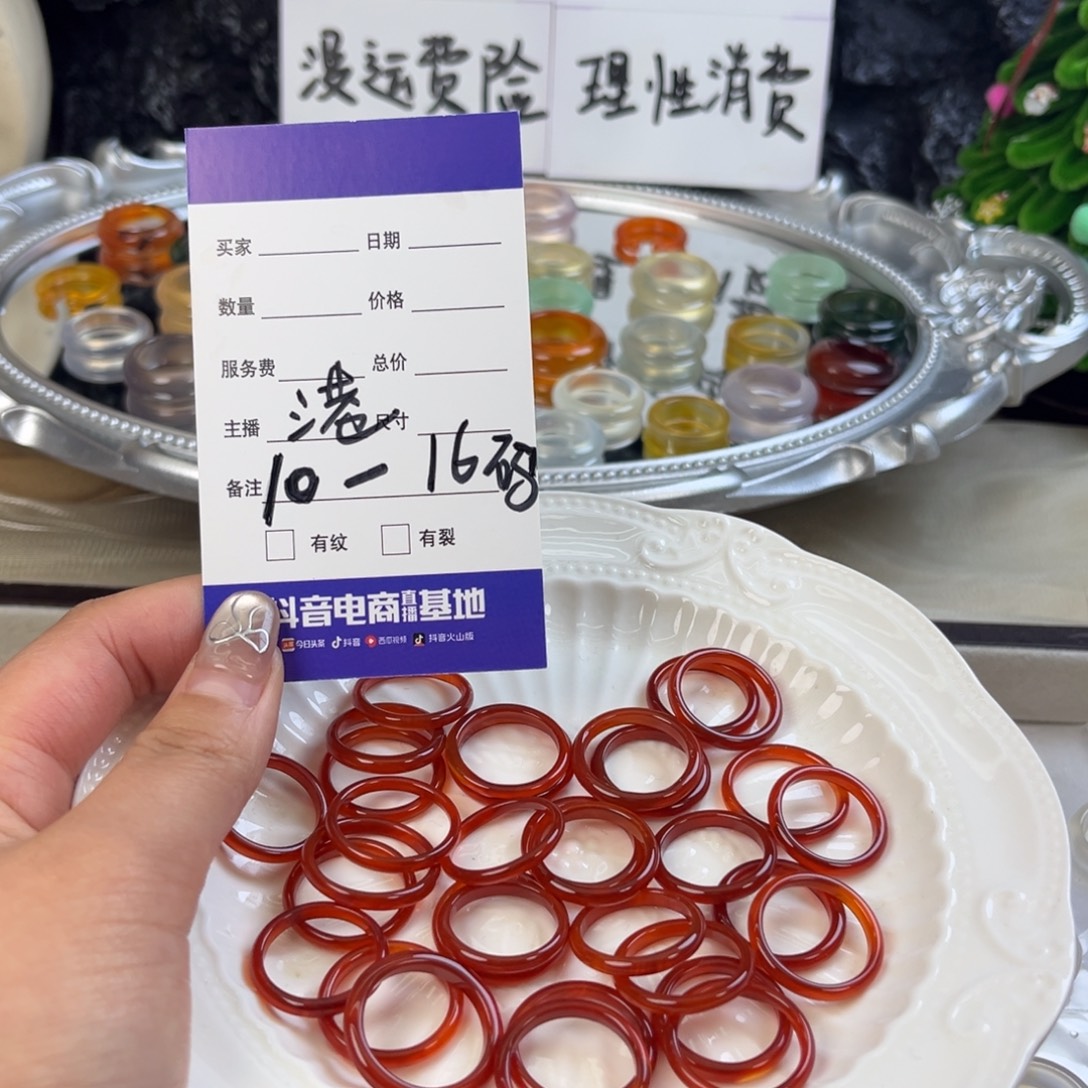 没运费险 理性消费
买家 日期
数量 价格
服务费 总价
主播 港 尺寸
备注 10-16码
有纹 有裂
抖音电商直播基地
今日头条 抖音 西瓜视频 抖音火山版